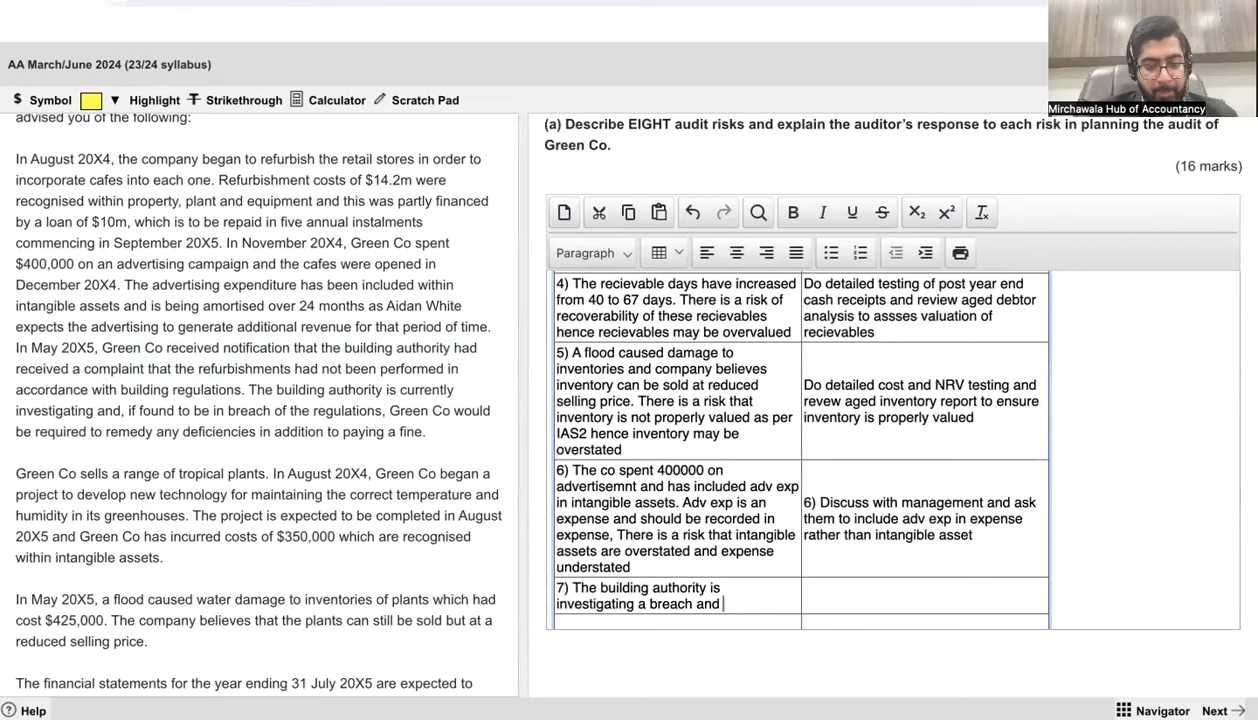 AA March/June 2024 (23/24 syllabus)
Mirchawala Hub of Accountancy
$ Symbol ▼ Highlight Strikethrough Calculator Scratch Pad
advised you of the following:
In August 20X4, the company began to refurbish the retail stores in order to
incorporate cafes into each one. Refurbishment costs of $14.2m were
recognised within property, plant and equipment and this was partly financed
by a loan of $10m, which is to be repaid in five annual instalments
commencing in September 20X5. In November 20X4, Green Co spent
$400,000 on an advertising campaign and the cafes were opened in
December 20X4. The advertising expenditure has been included within
intangible assets and is being amortised over 24 months as Aidan White
expects the advertising to generate additional revenue for that period of time.
In May 20X5, Green Co received notification that the building authority had
received a complaint that the refurbishments had not been performed in
accordance with building regulations. The building authority is currently
investigating and, if found to be in breach of the regulations, Green Co would
be required to remedy any deficiencies in addition to paying a fine.
Green Co sells a range of tropical plants. In August 20X4, Green Co began a
project to develop new technology for maintaining the correct temperature and
humidity in its greenhouses. The project is expected to be completed in August
20X5 and Green Co has incurred costs of $350,000 which are recognised
within intangible assets.
In May 20X5, a flood caused water damage to inventories of plants which had
cost $425,000. The company believes that the plants can still be sold but at a
reduced selling price.
The financial statements for the year ending 31 July 20X5 are expected to
(a) Describe EIGHT audit risks and explain the auditor's response to each risk in planning the audit of
Green Co.
(16 marks)
B I U S X₂ X² Tx
Paragraph
4) The recievable days have increased
from 40 to 67 days. There is a risk of
recoverability of these recievables
hence recievables may be overvalued
Do detailed testing of post year end
cash receipts and review aged debtor
analysis to assses valuation of
recievables
5) A flood caused damage to
inventories and company believes
inventory can be sold at reduced
selling price. There is a risk that
inventory is not properly valued as per
IAS2 hence inventory may be
overstated
Do detailed cost and NRV testing and
revew aged inventory report to ensure
inventory is properly valued
6) The co spent 400000 on
advertisemnt and has included adv exp
in intangible assets. Adv exp is an
expense and should be recorded in
expense, There is a risk that intangible
assets are overstated and expense
understated
6) Discuss with management and ask
them to include adv exp in expense
rather than intangible asset
7) The building authority is
investigating a breach and
Help
Navigator Next